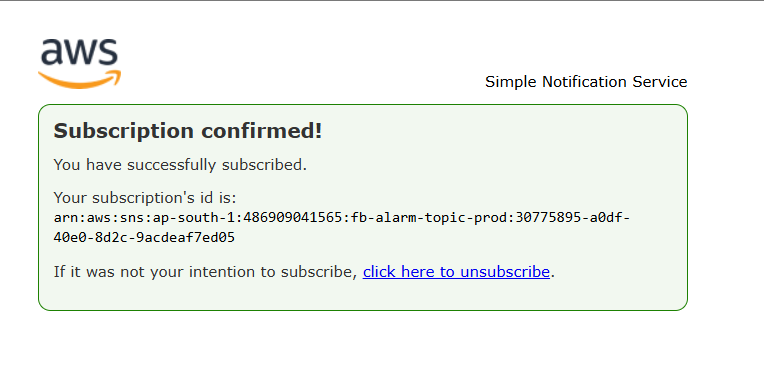 aws
Simple Notification Service
Subscription confirmed!
You have successfully subscribed.
Your subscription's id is:
arn:aws:sns:ap-south-1:486909041565:fb-alarm-topic-prod:30775895-a0df-
40e0-8d2c-9acdeaf7ed05
If it was not your intention to subscribe, click here to unsubscribe.